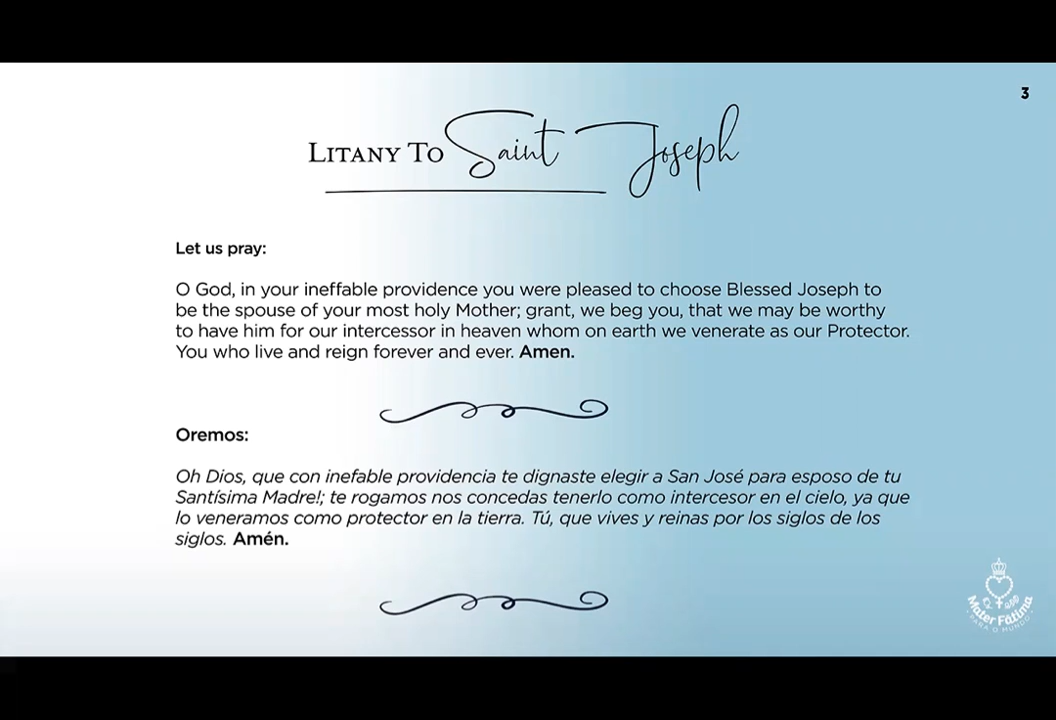 3
LITANY TO Saint Joseph
Let us pray:
O God, in your ineffable providence you were pleased to choose Blessed Joseph to
be the spouse of your most holy Mother; grant, we beg you, that we may be worthy
to have him for our intercessor in heaven whom on earth we venerate as our Protector.
You who live and reign forever and ever. Amen.
Oremos:
Oh Dios, que con inefable providencia te dignaste elegir a San José para esposo de tu
Santísima Madre!; te rogamos nos concedas tenerlo como intercesor en el cielo, ya que
lo veneramos como protector en la tierra. Tú, que vives y reinas por los siglos de los
siglos. Amén.
Mater Fátima
PARA O MUNDO